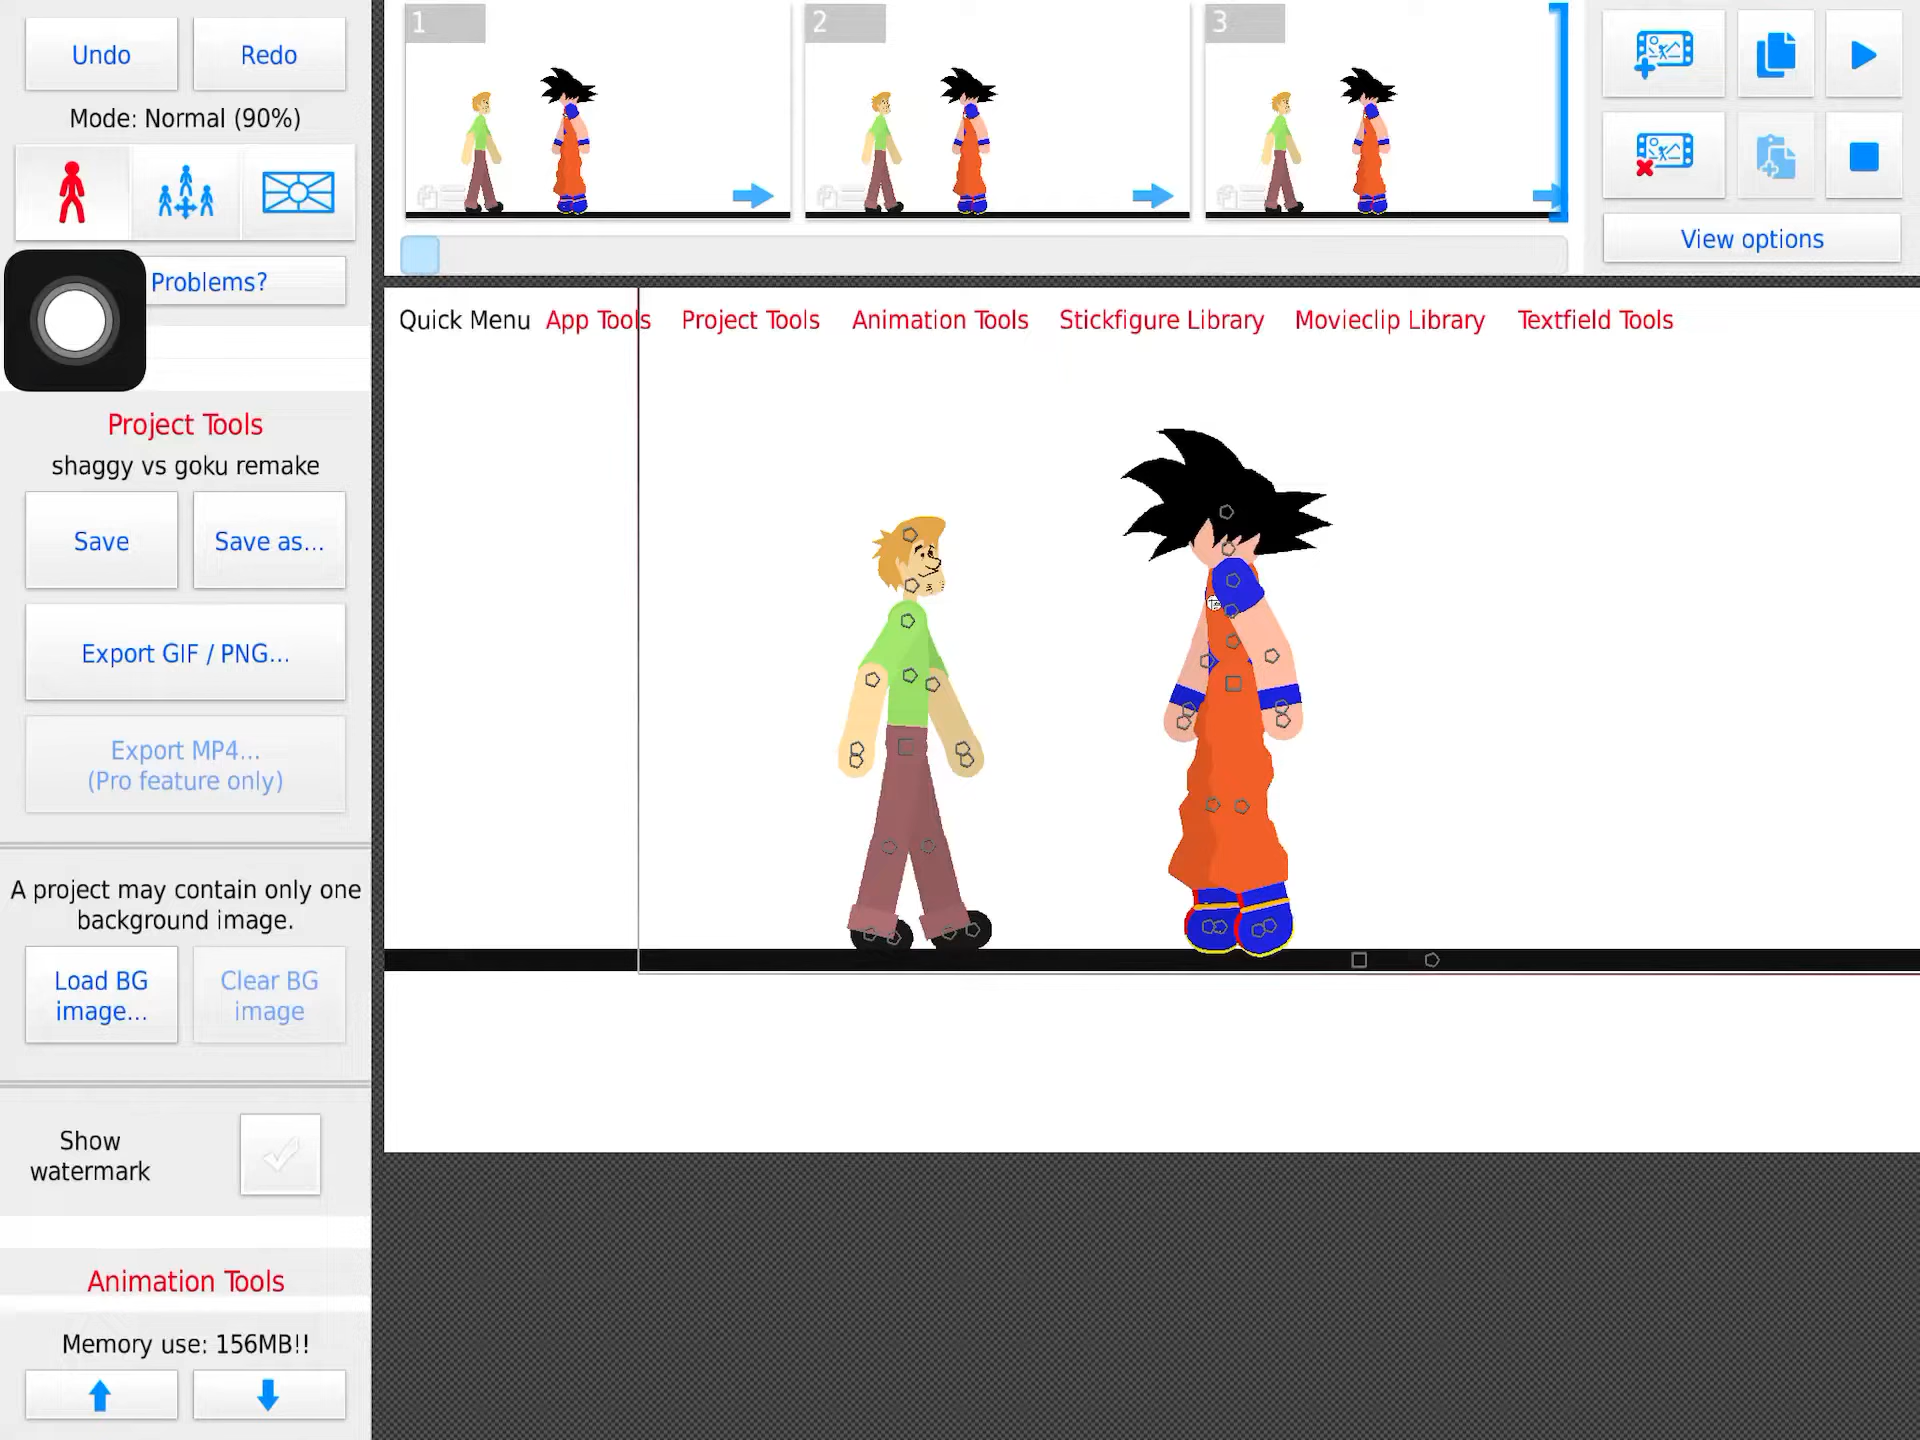 Undo
Redo
Mode: Normal (90%)
Problems?
Project Tools
shaggy vs goku remake
Save
Save as...
Export GIF / PNG...
Export MP4...
(Pro feature only)
A project may contain only one
background image.
Load BG
image...
Clear BG
image
Show
watermark
Animation Tools
Memory use: 156MB!!
1
2
3
View options
Quick Menu
App Tools
Project Tools
Animation Tools
Stickfigure Library
Movieclip Library
Textfield Tools